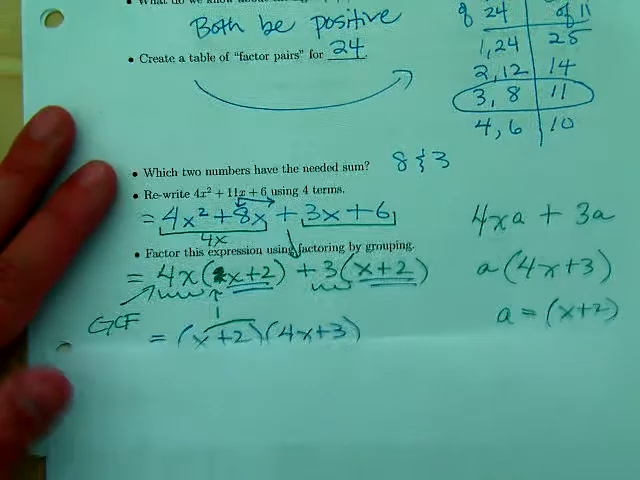 Both be positive
• Create a table of "factor pairs" for 24.
of 24 | of 11
1,24 | 25
2,12 | 14
3, 8 | 11
4, 6 | 10
• Which two numbers have the needed sum? 8 & 3
• Re-write 4x² + 11x + 6 using 4 terms.
= 4x² + 8x + 3x + 6
4x
• Factor this expression using factoring by grouping.
= 4x(x+2) + 3(x+2)
GCF
= (x+2)(4x+3)
4xa + 3a
a(4x+3)
a = (x+2)